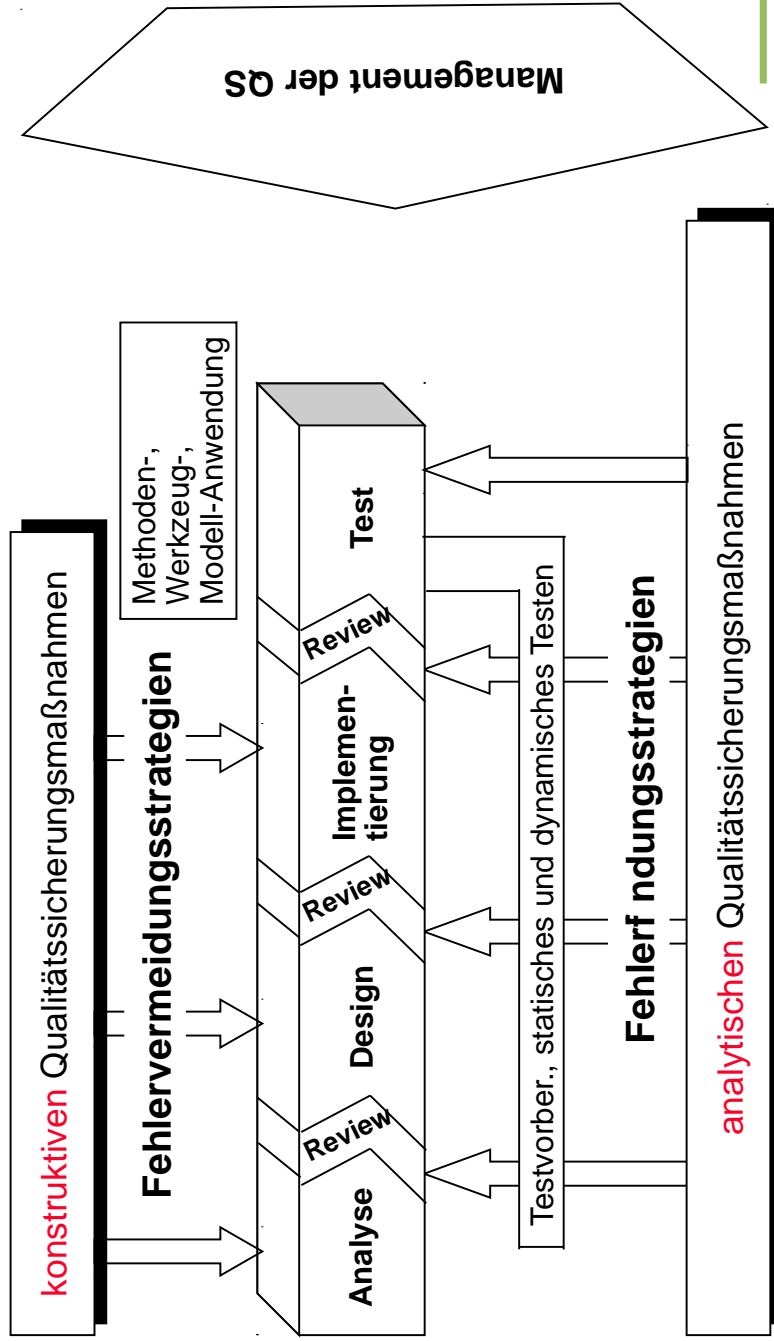 konstruktiven Qualitätssicherungsmaßnahmen
Fehlervermeidungsstrategien
Methoden-,
Werkzeug-,
Modell-Anwendung
Analyse
Review
Design
Review
Implemen-
tierung
Review
Test
Testvorber., statisches und dynamisches Testen
Fehlerf ndungsstrategien
analytischen Qualitätssicherungsmaßnahmen
Management der QS